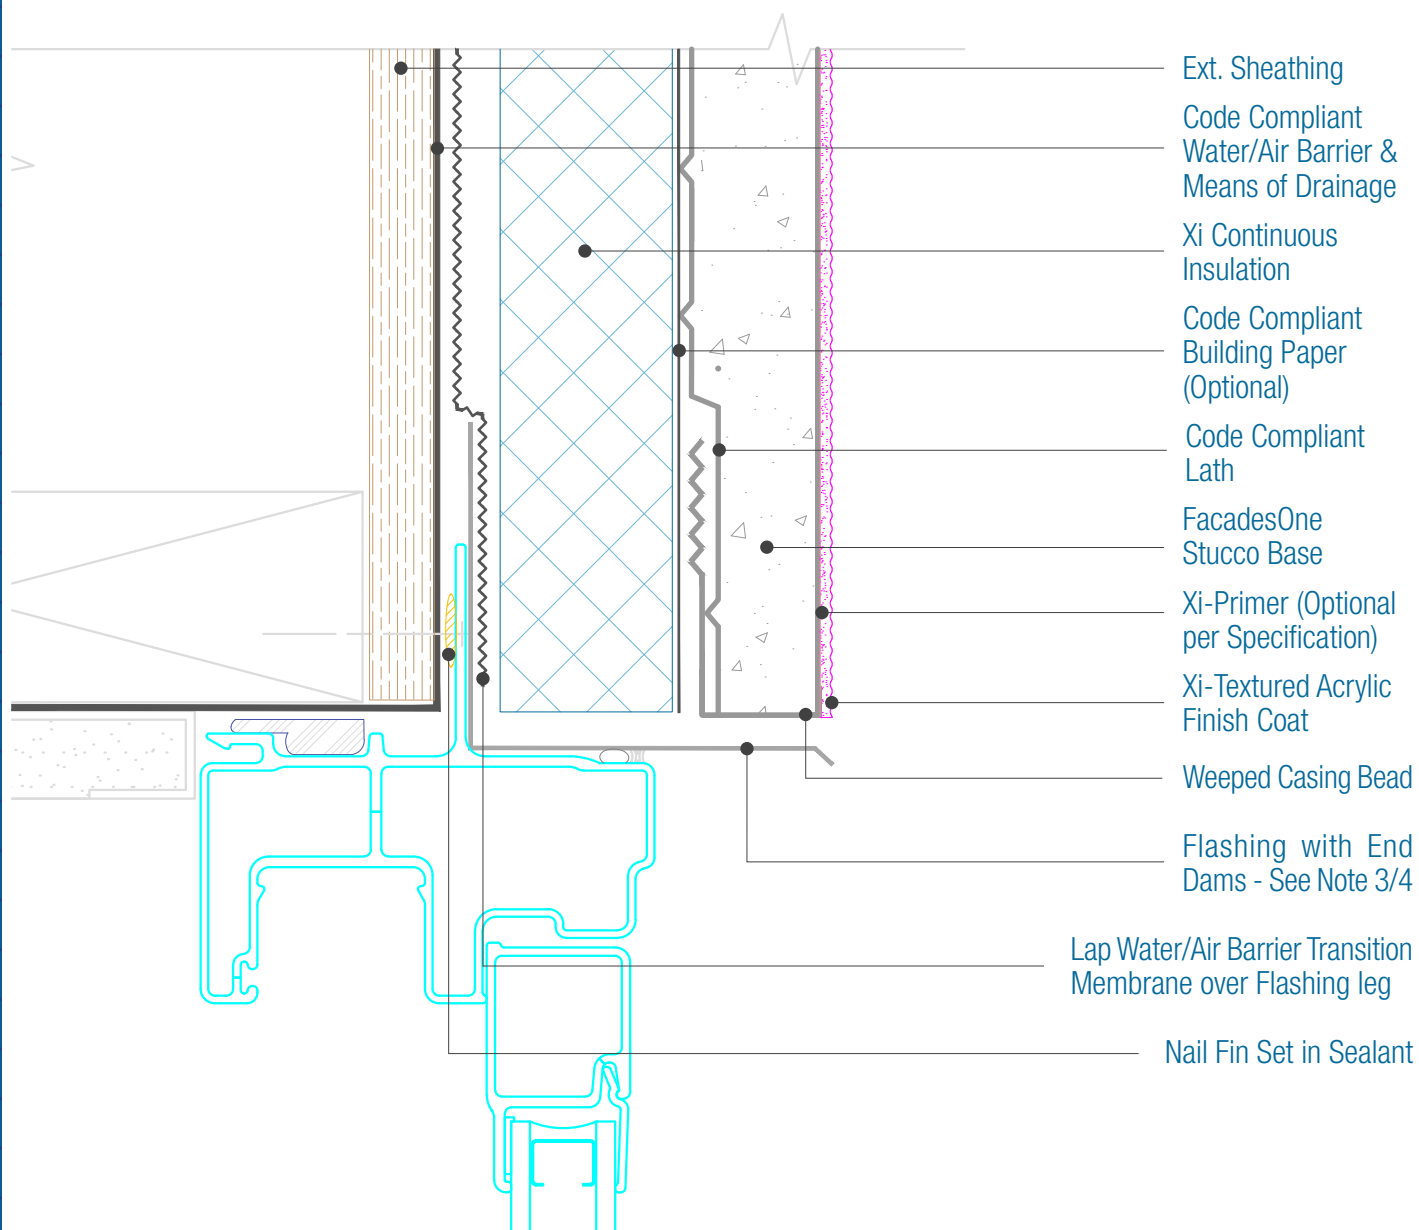 Ext. Sheathing
Code Compliant
Water/Air Barrier &
Means of Drainage
Xi Continuous
Insulation
Code Compliant
Building Paper
(Optional)
Code Compliant
Lath
FacadesOne
Stucco Base
Xi-Primer (Optional
per Specification)
Xi-Textured Acrylic
Finish Coat
Weeped Casing Bead
Flashing with End
Dams - See Note 3/4
Lap Water/Air Barrier Transition
Membrane over Flashing leg
Nail Fin Set in Sealant